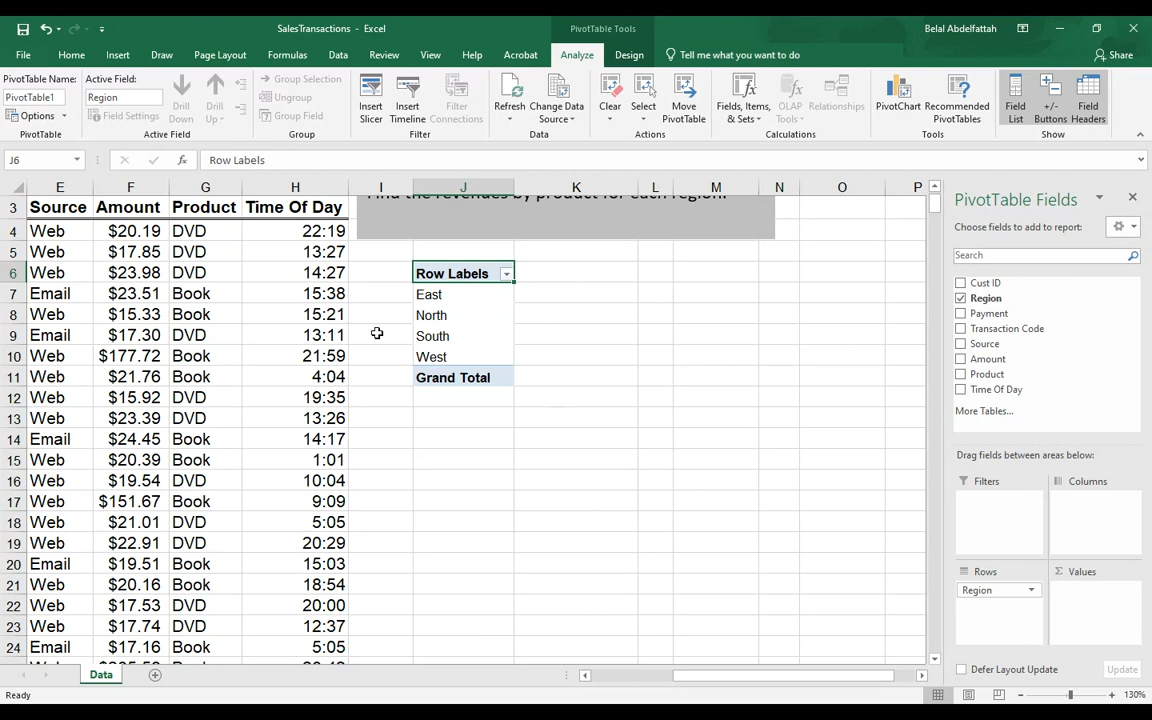 SalesTransactions - Excel
PivotTable Tools
Belal Abdelfattah
File Home Insert Draw Page Layout Formulas Data Review View Help Acrobat Analyze Design Tell me what you want to do Share
PivotTable Name:
PivotTable1
Options
PivotTable
Active Field:
Region
Field Settings
Drill Down
Drill Up
Active Field
Group Selection
Ungroup
Group Field
Group
Insert Slicer
Insert Timeline
Filter Connections
Filter
Refresh
Change Data Source
Data
Clear
Select
Move PivotTable
Actions
Fields, Items, & Sets
OLAP Tools
Relationships
Calculations
PivotChart
Recommended PivotTables
Tools
Field List
+/- Buttons
Field Headers
Show
J6 fx Row Labels
E F G H I J K L M N O P
Find the revenues by product for each region.
3 Source Amount Product Time Of Day
4 Web $20.19 DVD 22:19
5 Web $17.85 DVD 13:27
6 Web $23.98 DVD 14:27 Row Labels
7 Email $23.51 Book 15:38 East
8 Web $15.33 Book 15:21 North
9 Email $17.30 DVD 13:11 South
10 Web $177.72 Book 21:59 West
11 Web $21.76 Book 4:04 Grand Total
12 Web $15.92 DVD 19:35
13 Web $23.39 DVD 13:26
14 Email $24.45 Book 14:17
15 Web $20.39 Book 1:01
16 Web $19.54 DVD 10:04
17 Web $151.67 Book 9:09
18 Web $21.01 DVD 5:05
19 Web $22.91 DVD 20:29
20 Email $19.51 Book 15:03
21 Web $20.16 Book 18:54
22 Web $17.53 DVD 20:00
23 Web $17.74 DVD 12:37
24 Email $17.16 Book 5:05
PivotTable Fields
Choose fields to add to report:
Search
Cust ID
Region
Payment
Transaction Code
Source
Amount
Product
Time Of Day
More Tables...
Drag fields between areas below:
Filters
Columns
Rows
Σ Values
Region
Defer Layout Update Update
Data
Ready
130%